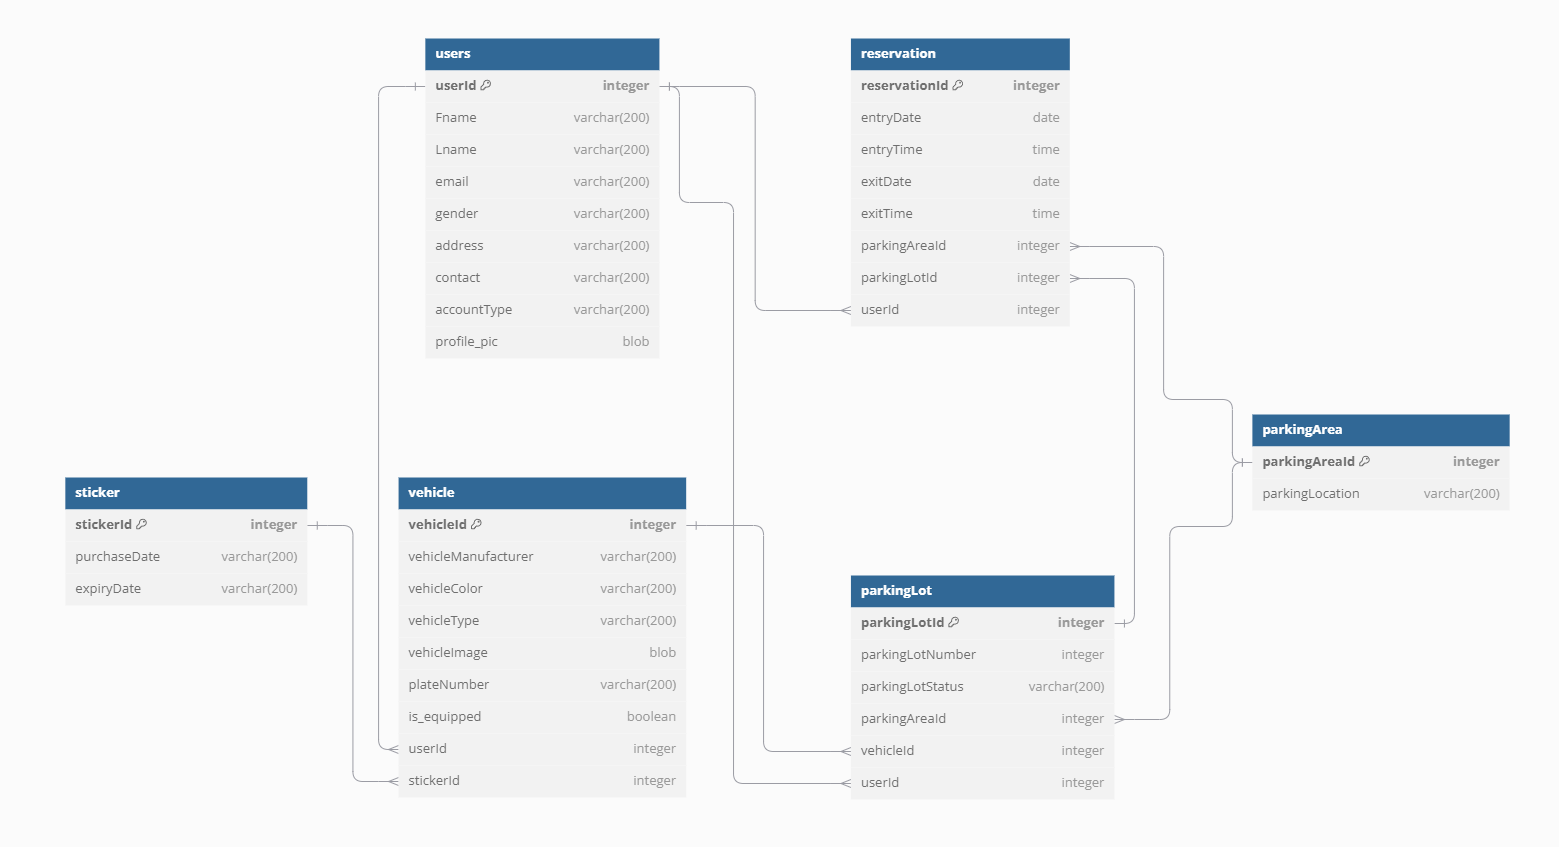 users
userId integer
Fname varchar(200)
Lname varchar(200)
email varchar(200)
gender varchar(200)
address varchar(200)
contact varchar(200)
accountType varchar(200)
profile_pic blob
reservation
reservationId integer
entryDate date
entryTime time
exitDate date
exitTime time
parkingAreaId integer
parkingLotId integer
userId integer
parkingArea
parkingAreaId integer
parkingLocation varchar(200)
sticker
stickerId integer
purchaseDate varchar(200)
expiryDate varchar(200)
vehicle
vehicleId integer
vehicleManufacturer varchar(200)
vehicleColor varchar(200)
vehicleType varchar(200)
vehicleImage blob
plateNumber varchar(200)
is_equipped boolean
userId integer
stickerId integer
parkingLot
parkingLotId integer
parkingLotNumber integer
parkingLotStatus varchar(200)
parkingAreaId integer
vehicleId integer
userId integer